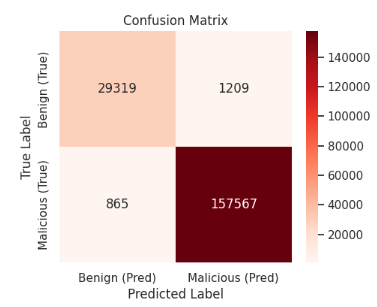 Confusion Matrix
True Label
Benign (True)
29319
1209
Malicious (True)
865
157567
Benign (Pred)
Malicious (Pred)
Predicted Label
140000
120000
100000
80000
60000
40000
20000